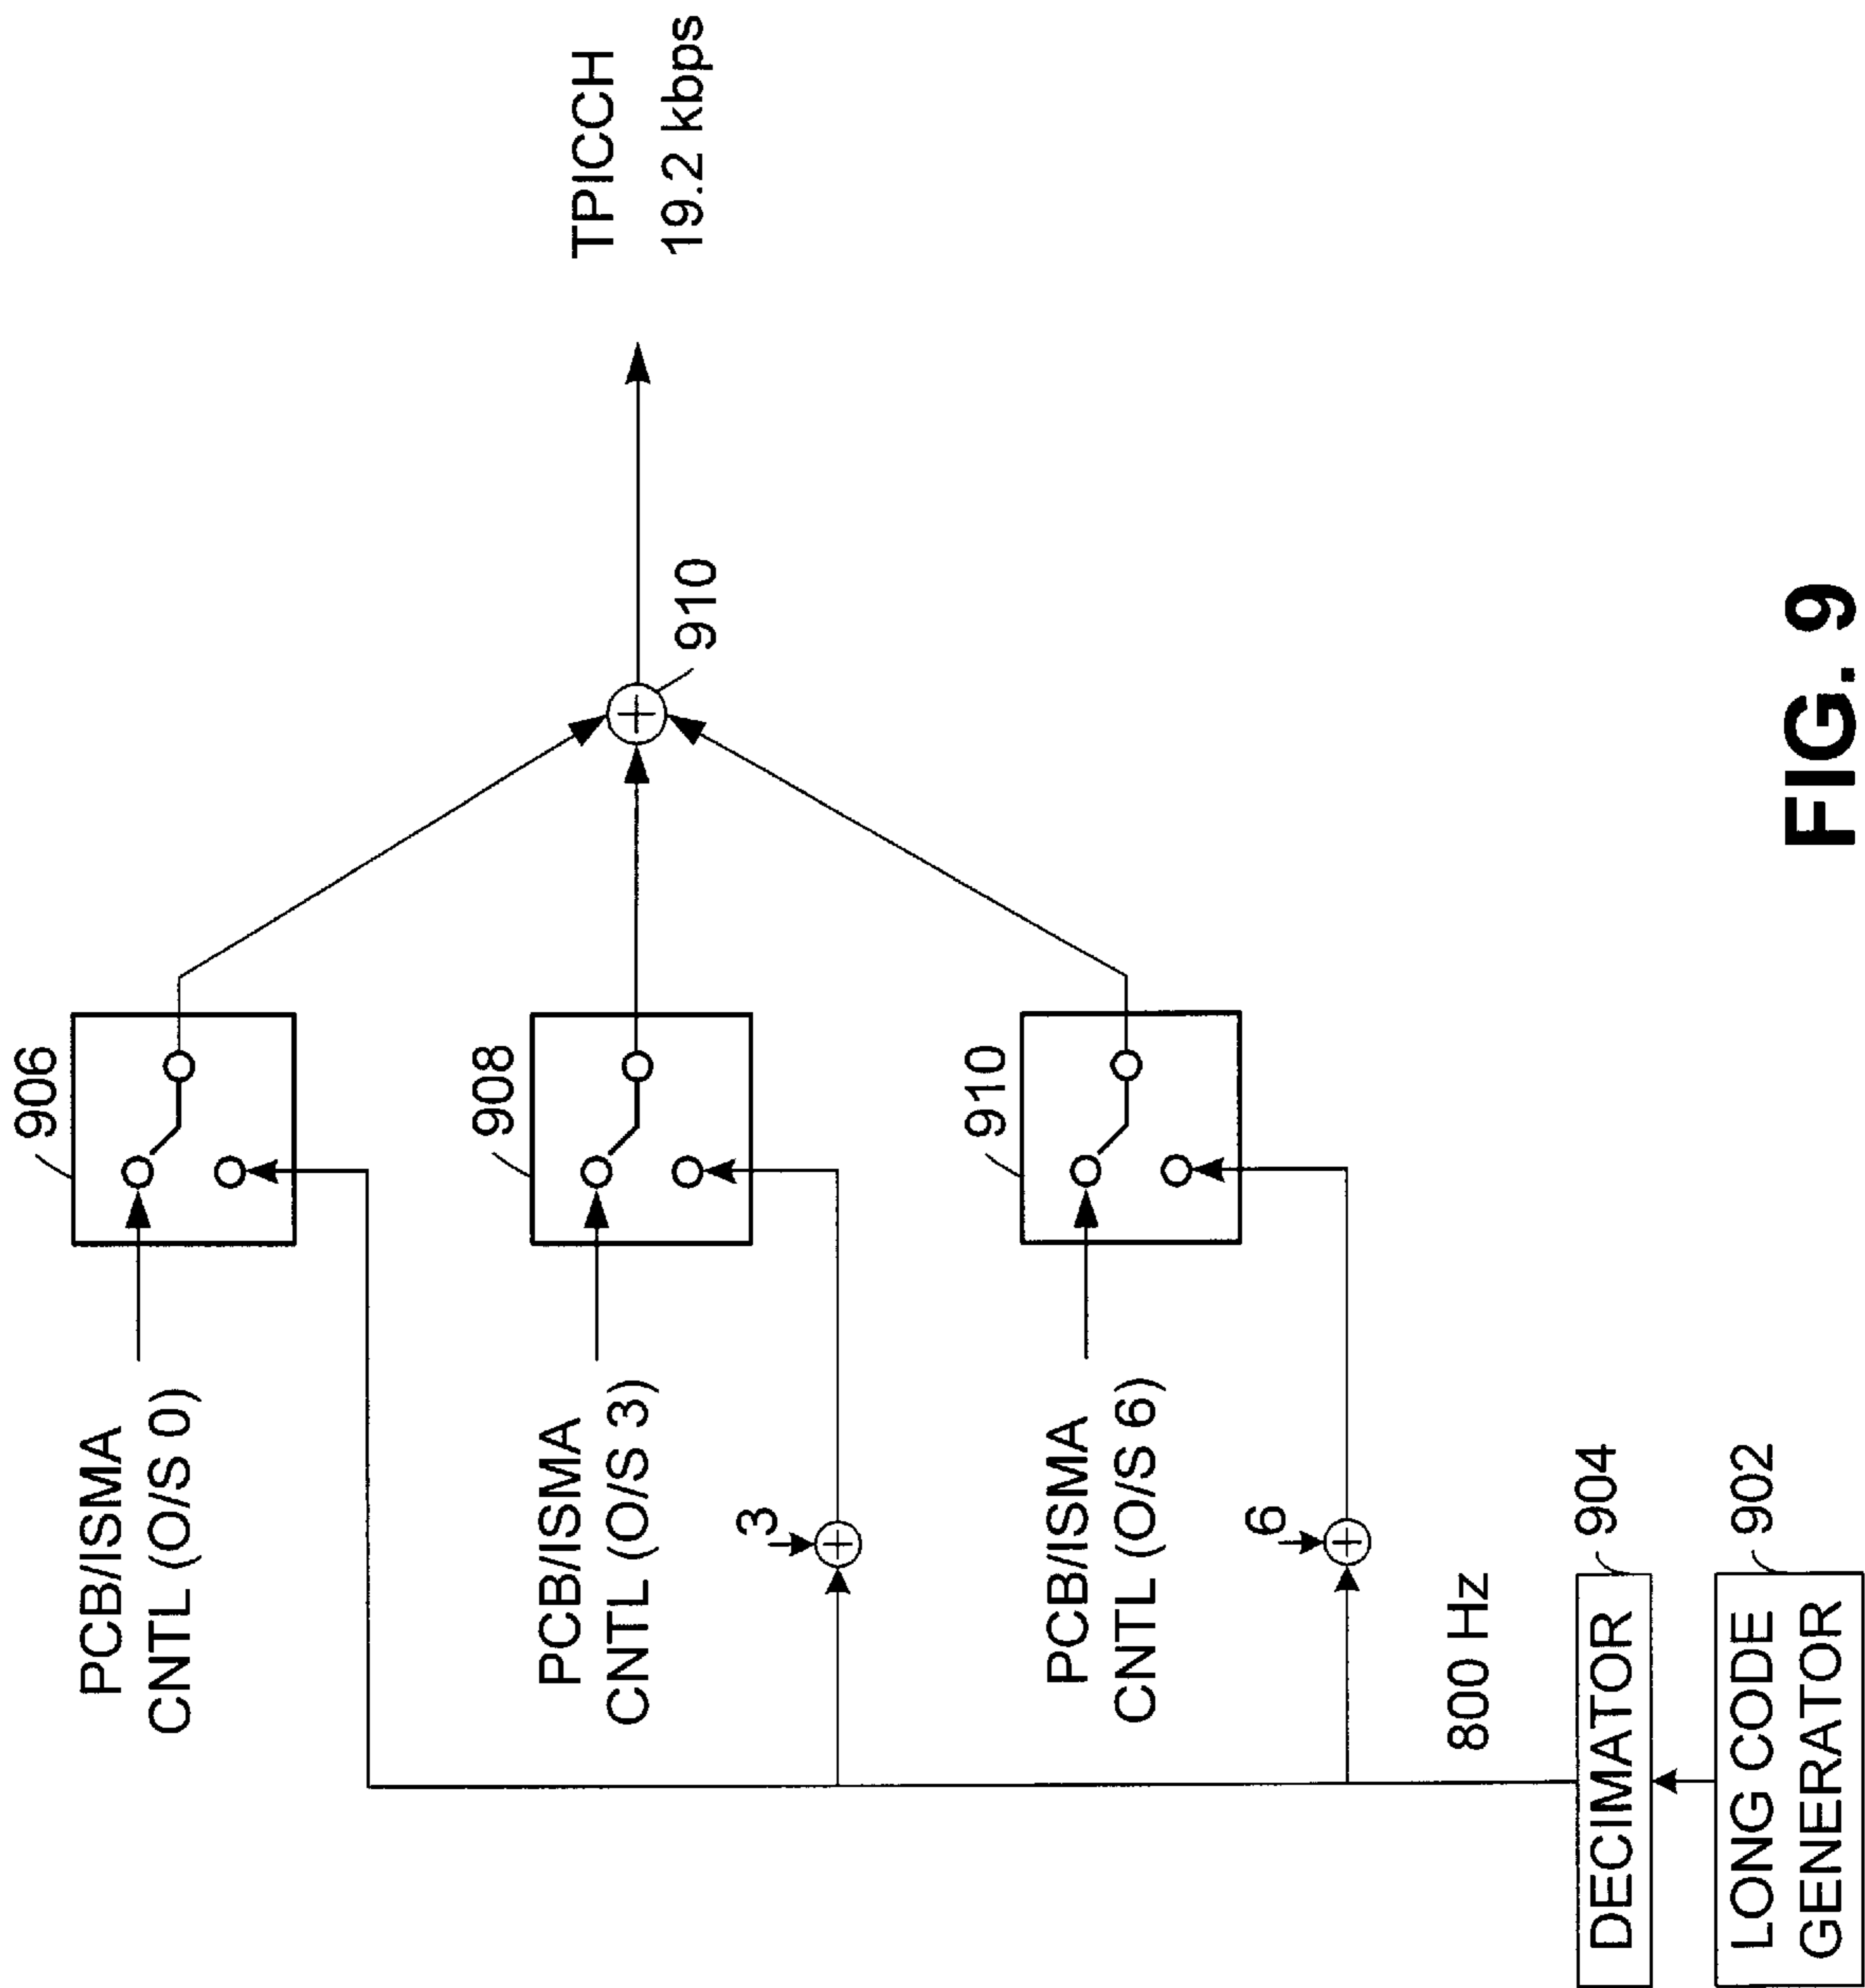 PCB/ISMA
CNTL (O/S 0)
906
PCB/ISMA
CNTL (O/S 3)
908
3
PCB/ISMA
CNTL (O/S 6)
910
6
910
TPICCH
19.2 kbps
800 Hz
DECIMATOR
904
LONG CODE
GENERATOR
902
FIG. 9